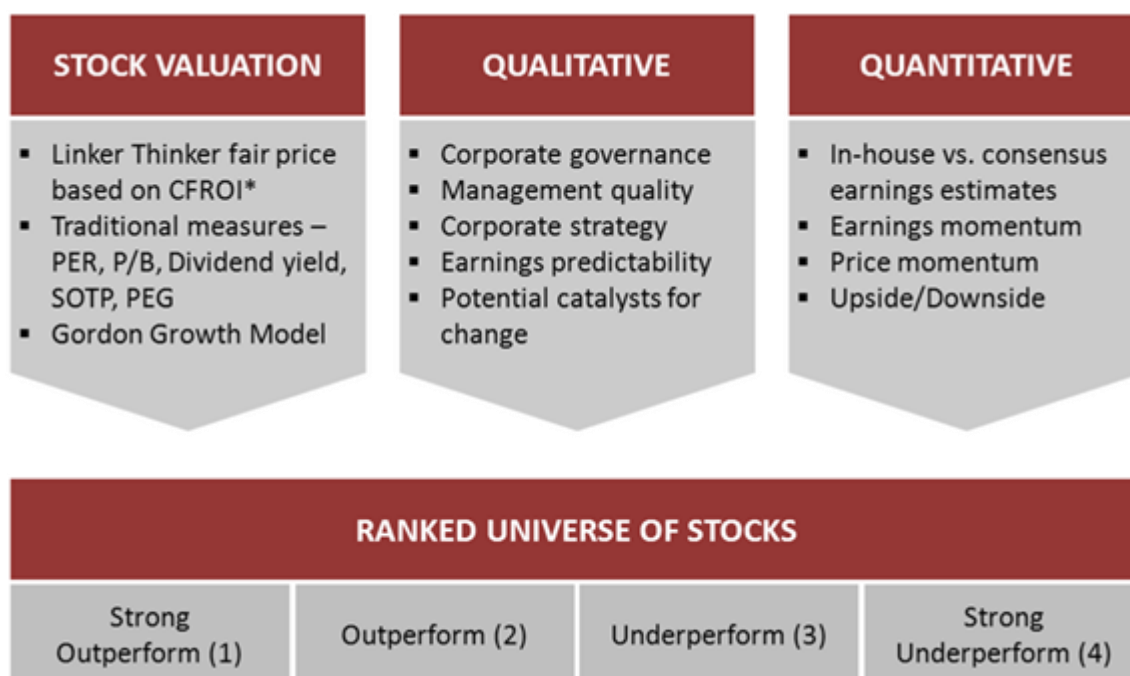 STOCK VALUATION
▪ Linker Thinker fair price
based on CFROI*
▪ Traditional measures –
PER, P/B, Dividend yield,
SOTP, PEG
▪ Gordon Growth Model
QUALITATIVE
▪ Corporate governance
▪ Management quality
▪ Corporate strategy
▪ Earnings predictability
▪ Potential catalysts for
change
QUANTITATIVE
▪ In-house vs. consensus
earnings estimates
▪ Earnings momentum
▪ Price momentum
▪ Upside/Downside
RANKED UNIVERSE OF STOCKS
Strong
Outperform (1)
Outperform (2)
Underperform (3)
Strong
Underperform (4)